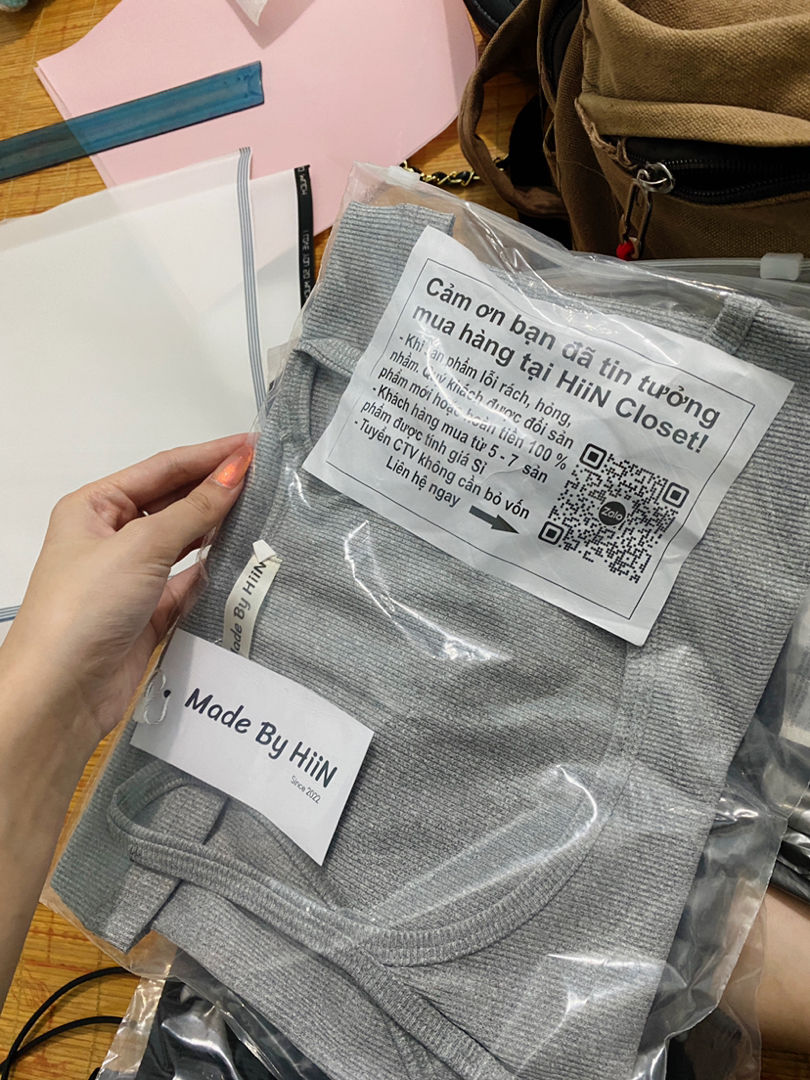 Cảm ơn bạn đã tin tưởng
mua hàng tại HiiN Closet!
- Khi sản phẩm lỗi rách, hỏng,
nhầm. Quý khách được đổi sản
phẩm mới hoặc hoàn tiền 100 %
- Khách hàng mua từ 5 - 7 sản
phẩm được tính giá Sỉ
- Tuyển CTV không cần bỏ vốn
Liên hệ ngay
Zalo
Made By HiiN
Made By HiiN
Since 2022